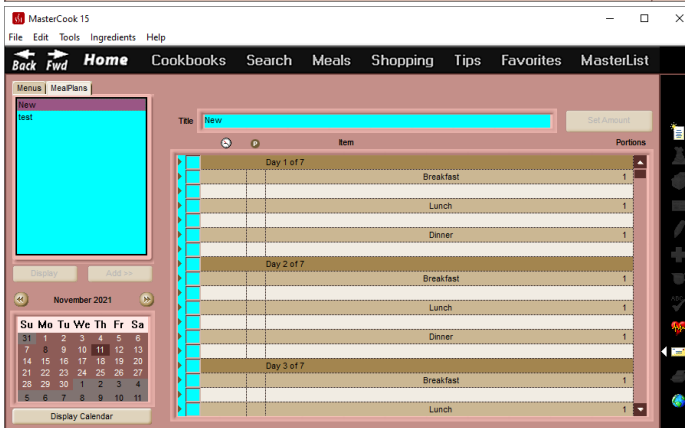 MasterCook 15
File Edit Tools Ingredients Help
Back Fwd Home Cookbooks Search Meals Shopping Tips Favorites MasterList
Menus MealPlans
New
test
Title New Set Amount
P Item Portions
Day 1 of 7
Breakfast 1
Lunch 1
Dinner 1
Day 2 of 7
Breakfast 1
Lunch 1
Dinner 1
Day 3 of 7
Breakfast 1
Lunch 1
Display Add >>
November 2021
Su Mo Tu We Th Fr Sa
31 1 2 3 4 5 6
7 8 9 10 11 12 13
14 15 16 17 18 19 20
21 22 23 24 25 26 27
28 29 30 1 2 3 4
5 6 7 8 9 10 11
Display Calendar
ABC